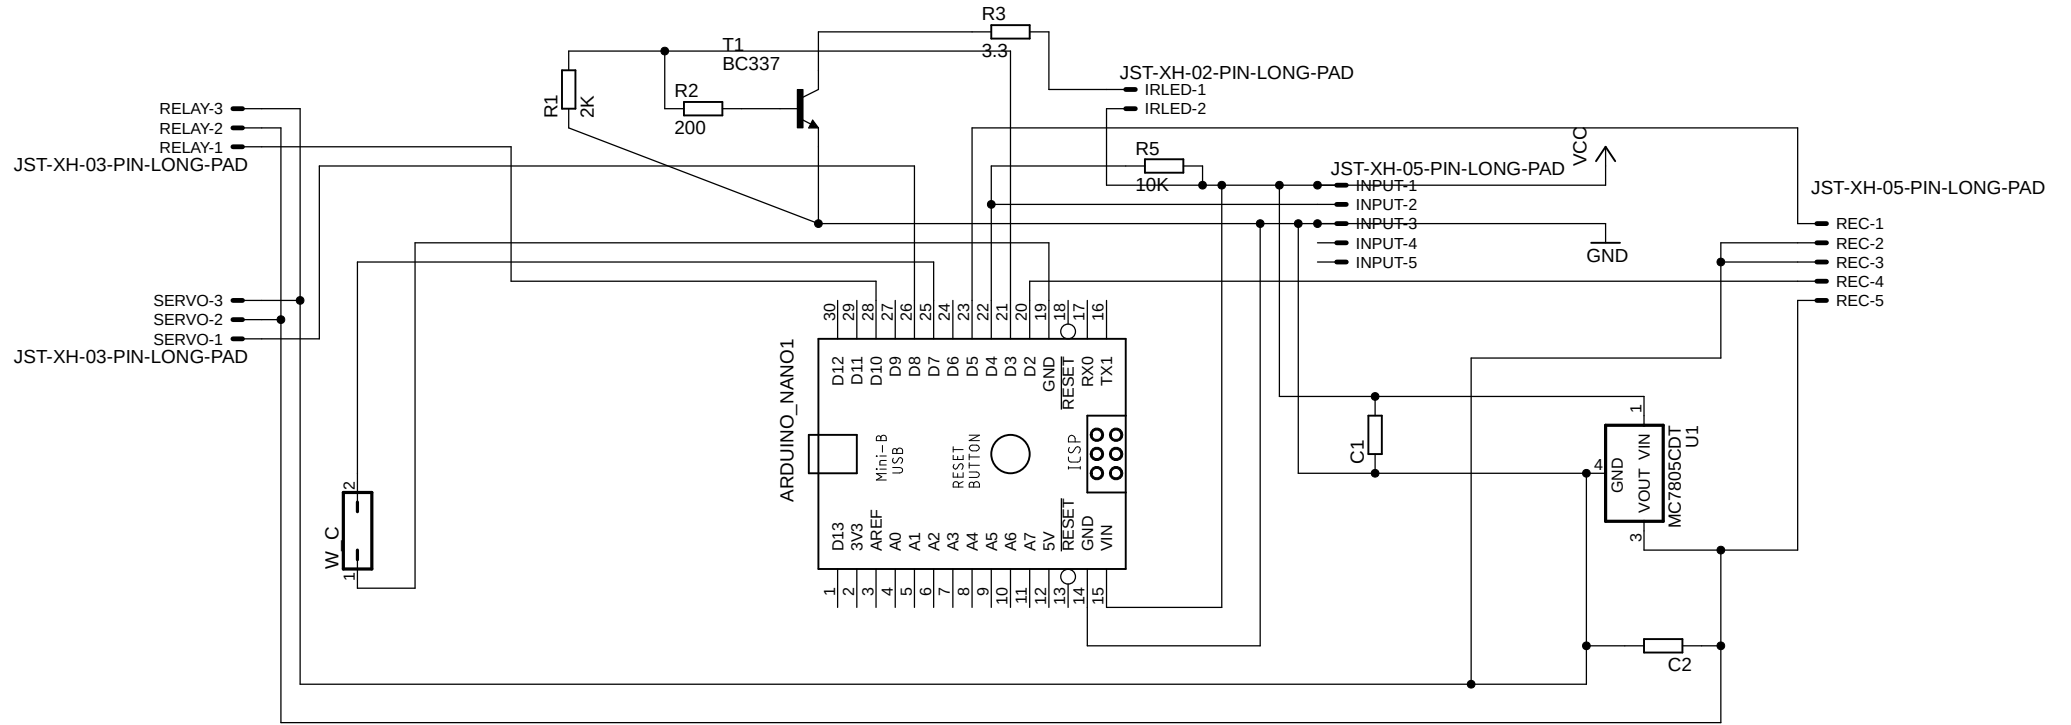 R3
3.3
T1
BC337
JST-XH-02-PIN-LONG-PAD
IRLED-1
IRLED-2
R1
2K
R2
200
RELAY-3
RELAY-2
RELAY-1
JST-XH-03-PIN-LONG-PAD
R5
10K
VCC
JST-XH-05-PIN-LONG-PAD
INPUT-1
INPUT-2
INPUT-3
INPUT-4
INPUT-5
GND
JST-XH-05-PIN-LONG-PAD
REC-1
REC-2
REC-3
REC-4
REC-5
SERVO-3
SERVO-2
SERVO-1
JST-XH-03-PIN-LONG-PAD
30
29
28
27
26
25
24
23
22
21
20
19
18
17
16
ARDUINO_NANO1
D12
D11
D10
D9
D8
D7
D6
D5
D4
D3
D2
GND
RESET
RX0
TX1
Mini-B
USB
RESET
BUTTON
ICSP
D13
3V3
AREF
A0
A1
A2
A3
A4
A5
A6
A7
5V
RESET
GND
VIN
1
2
3
4
5
6
7
8
9
10
11
12
13
14
15
W_C
2
1
C1
1
4
3
GND
VIN
VOUT
MC7805CDT
U1
C2